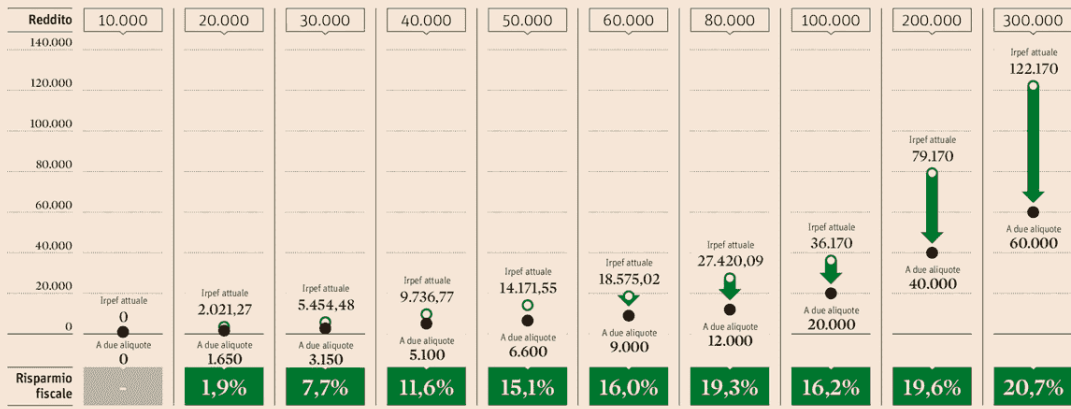 Reddito 10.000 20.000 30.000 40.000 50.000 60.000 80.000 100.000 200.000 300.000
140.000
120.000
100.000
80.000
60.000
40.000
20.000
0
Irpef attuale
0
A due aliquote
0
Irpef attuale
2.021,27
A due aliquote
1.650
Irpef attuale
5.454,48
A due aliquote
3.150
Irpef attuale
9.736,77
A due aliquote
5.100
Irpef attuale
14.171,55
A due aliquote
6.600
Irpef attuale
18.575,02
A due aliquote
9.000
Irpef attuale
27.420,09
A due aliquote
12.000
Irpef attuale
36.170
A due aliquote
20.000
Irpef attuale
79.170
A due aliquote
40.000
Irpef attuale
122.170
A due aliquote
60.000
Risparmio
fiscale
- 1,9% 7,7% 11,6% 15,1% 16,0% 19,3% 16,2% 19,6% 20,7%